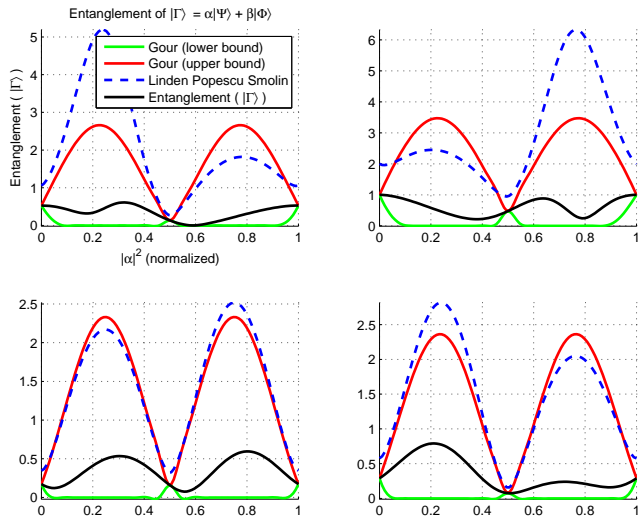 Entanglement of |Γ⟩ = α|Ψ⟩ + β|Φ⟩
Gour (lower bound)
Gour (upper bound)
Linden Popescu Smolin
Entanglement ( |Γ⟩ )
Entanglement ( |Γ⟩ )
5
4
3
2
1
0
0 0.2 0.4 0.6 0.8 1
|α|² (normalized)
6
5
4
3
2
1
0
0 0.2 0.4 0.6 0.8 1
2.5
2
1.5
1
0.5
0
0 0.2 0.4 0.6 0.8 1
2.5
2
1.5
1
0.5
0
0 0.2 0.4 0.6 0.8 1